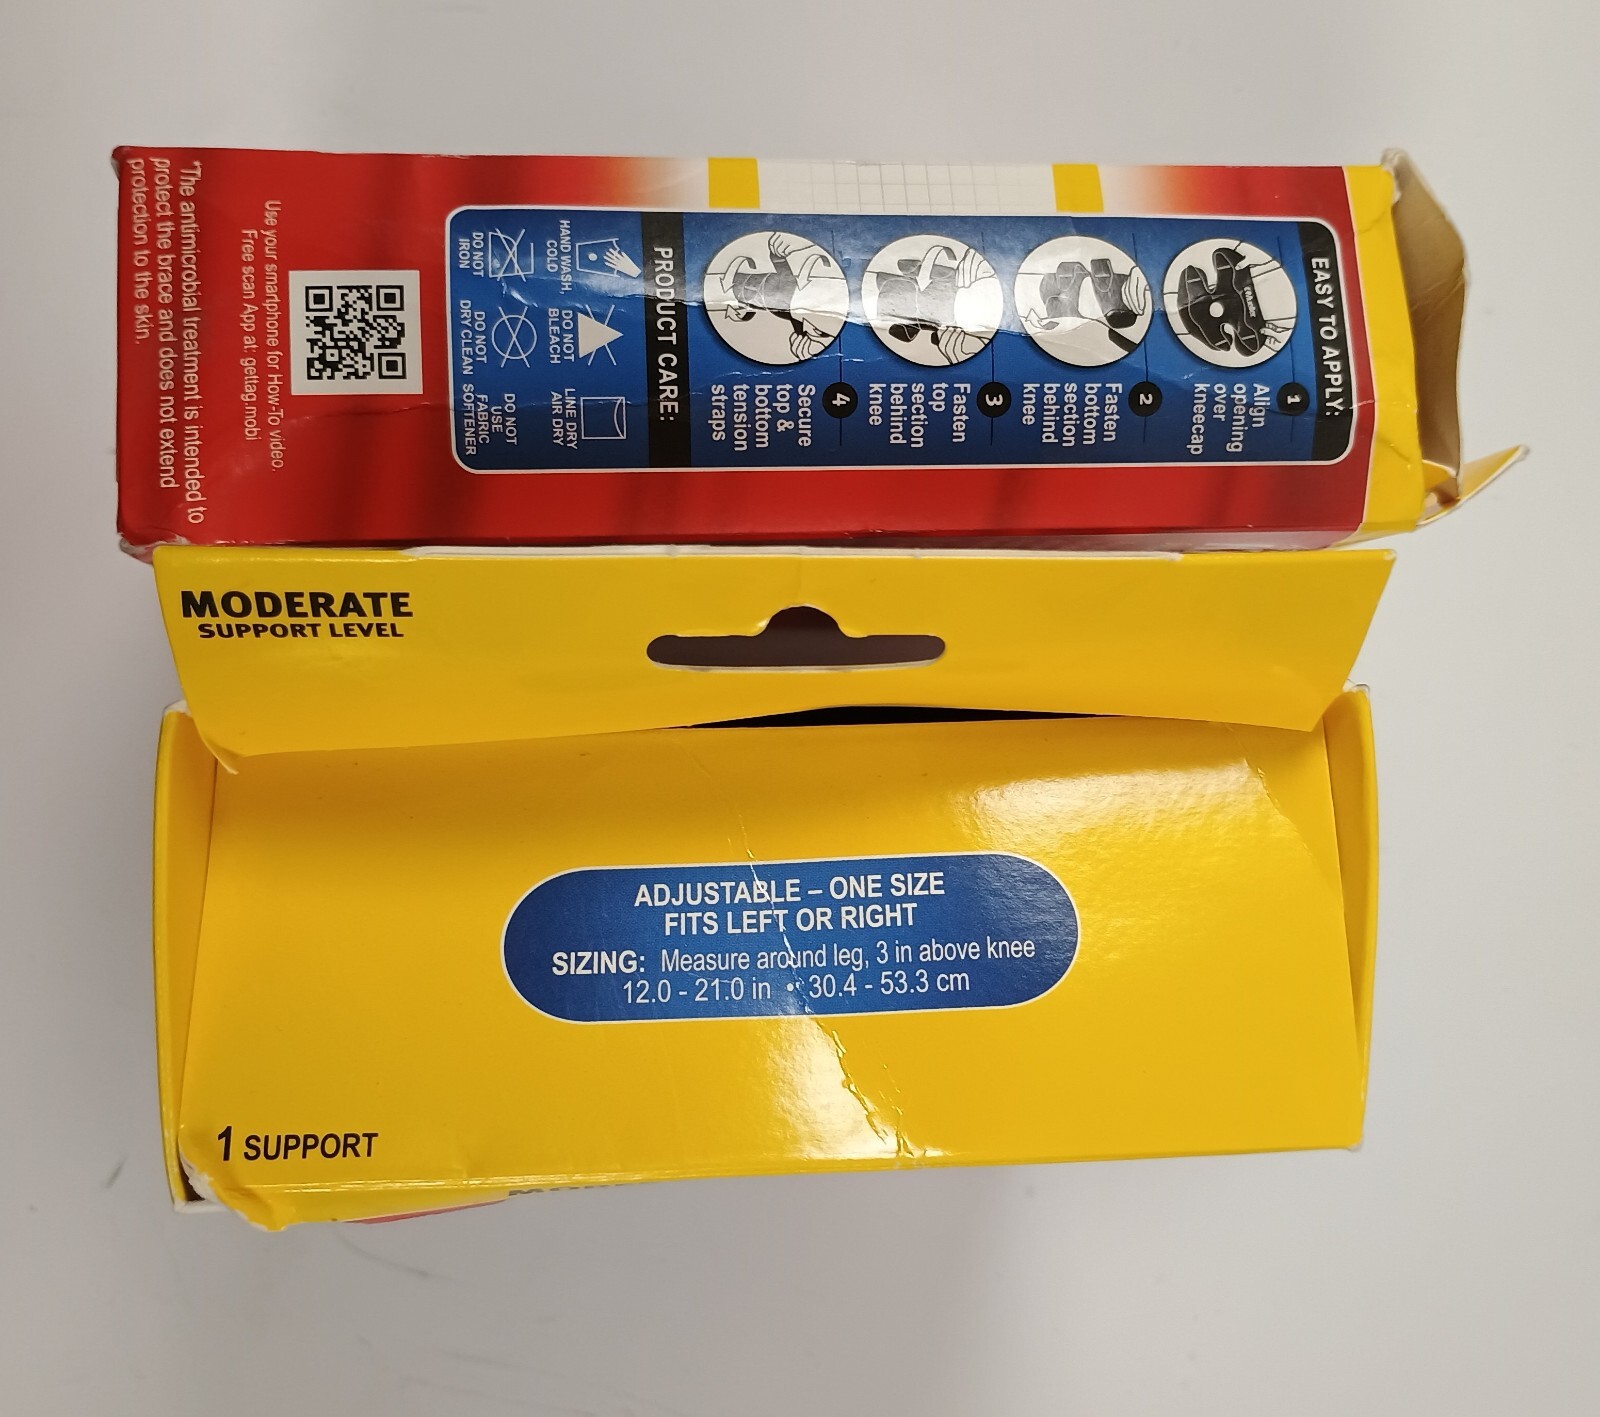 EASY TO APPLY:
1
Align
opening
over
kneecap
2
Fasten
bottom
section
behind
knee
3
Fasten
top
section
behind
knee
4
Secure
top &
bottom
tension
straps
PRODUCT CARE:
HAND WASH,
COLD
DO NOT
BLEACH
LINE DRY
AIR DRY
DO NOT
IRON
DO NOT
DRY CLEAN
DO NOT
USE
FABRIC
SOFTENER
Use your smartphone for How-To video.
Free scan App at: gettag.mobi
*The antimicrobial treatment is intended to
protect the brace and does not extend
protection to the skin.
MODERATE
SUPPORT LEVEL
ADJUSTABLE – ONE SIZE
FITS LEFT OR RIGHT
SIZING: Measure around leg, 3 in above knee
12.0 - 21.0 in • 30.4 - 53.3 cm
1 SUPPORT